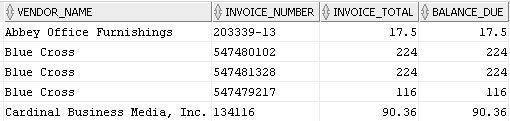 VENDOR_NAME INVOICE_NUMBER INVOICE_TOTAL BALANCE_DUE
Abbey Office Furnishings 203339-13 17.5 17.5
Blue Cross 547480102 224 224
Blue Cross 547481328 224 224
Blue Cross 547479217 116 116
Cardinal Business Media, Inc. 134116 90.36 90.36